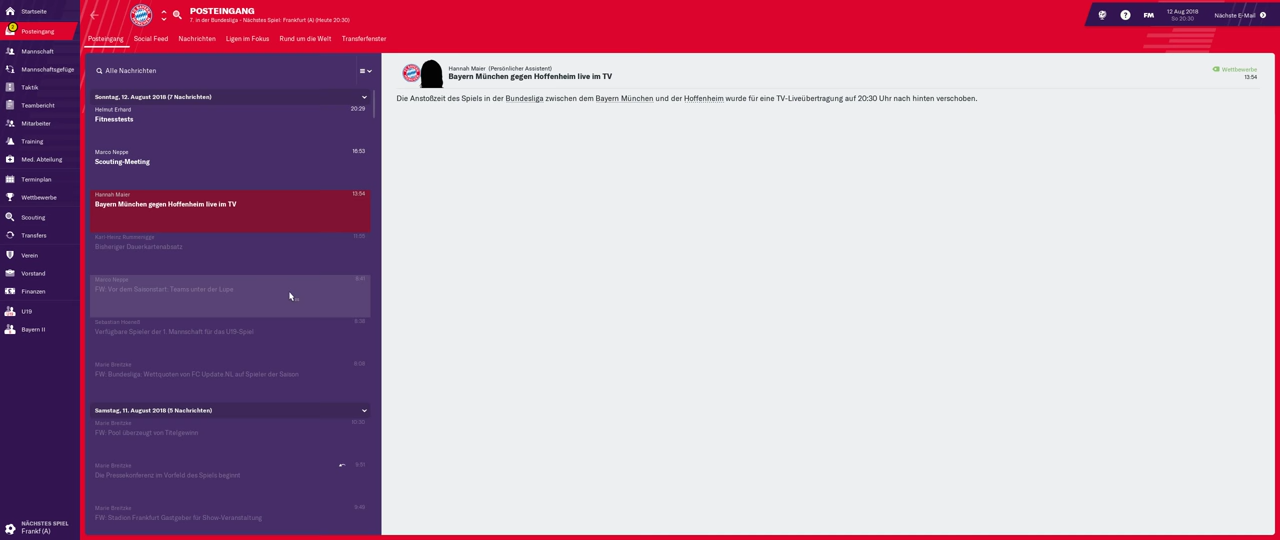 Startseite
Posteingang
Mannschaft
Mannschaftsgefüge
Taktik
Teambericht
Mitarbeiter
Training
Med. Abteilung
Terminplan
Wettbewerbe
Scouting
Transfers
Verein
Vorstand
Finanzen
U19
Bayern II
NÄCHSTES SPIEL
Frankf (A)
POSTEINGANG
7. in der Bundesliga - Nächstes Spiel: Frankfurt (A) (Heute 20:30)
FM
12 Aug 2018
So 20:30
Nächste E-Mail
Posteingang Social Feed Nachrichten Ligen im Fokus Rund um die Welt Transferfenster
Alle Nachrichten
Sonntag, 12. August 2018 (7 Nachrichten)
Helmut Erhard 20:29
Fitnesstests
Marco Neppe 16:53
Scouting-Meeting
Hannah Maier 13:54
Bayern München gegen Hoffenheim live im TV
Karl-Heinz Rummenigge 11:55
Bisheriger Dauerkartenabsatz
Marco Neppe 9:41
FW: Vor dem Saisonstart: Teams unter der Lupe
Sebastian Hoeneß
Verfügbare Spieler der 1. Mannschaft für das U19-Spiel
Marie Breitzke
FW: Bundesliga: Wettquoten von FC Update NL auf Spieler der Saison
Samstag, 11. August 2018 (5 Nachrichten)
Marie Breitzke
FW: Post überzeugt von Titelgewinn
Marie Breitzke
Die Pressekonferenz im Vorfeld des Spiels beginnt
Marie Breitzke
FW: Stadion Frankfurt Gastgeber für Show-Veranstaltung
Hannah Maier (Persönlicher Assistent)
Bayern München gegen Hoffenheim live im TV
Wettbewerbe
13:54
Die Anstoßzeit des Spiels in der Bundesliga zwischen dem Bayern München und der Hoffenheim wurde für eine TV-Liveübertragung auf 20:30 Uhr nach hinten verschoben.